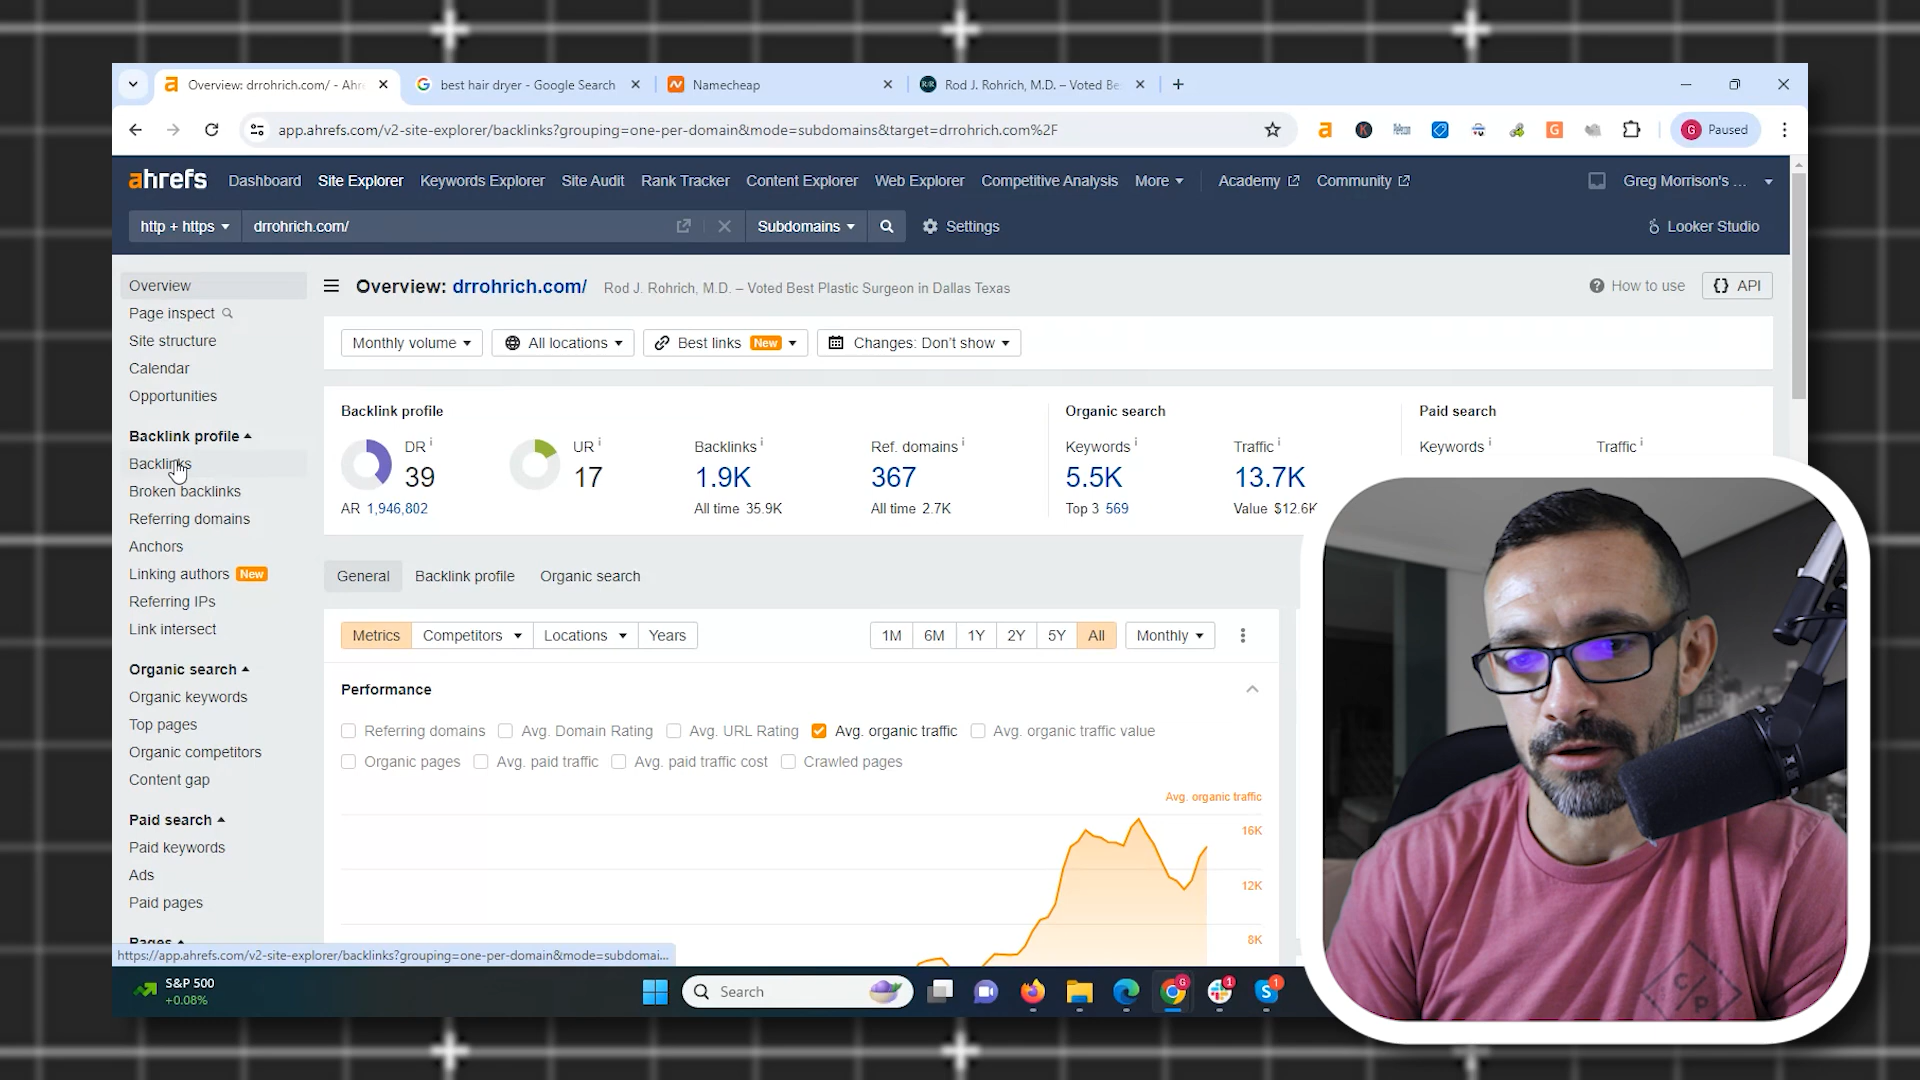 Overview: drrohrich.com/ - Ahre
best hair dryer - Google Search
Namecheap
Rod J. Rohrich, M.D. – Voted Be
app.ahrefs.com/v2-site-explorer/backlinks?grouping=one-per-domain&mode=subdomains&target=drrohrich.com%2F
G Paused
ahrefs Dashboard Site Explorer Keywords Explorer Site Audit Rank Tracker Content Explorer Web Explorer Competitive Analysis More Academy Community Greg Morrison's ...
http + https drrohrich.com/ Subdomains Settings Looker Studio
Overview
Page inspect
Site structure
Calendar
Opportunities
Backlink profile
Backlinks
Broken backlinks
Referring domains
Anchors
Linking authors New
Referring IPs
Link intersect
Organic search
Organic keywords
Top pages
Organic competitors
Content gap
Paid search
Paid keywords
Ads
Paid pages
Pages
Overview: drrohrich.com/ Rod J. Rohrich, M.D. – Voted Best Plastic Surgeon in Dallas Texas
How to use {} API
Monthly volume All locations Best links New Changes: Don't show
Backlink profile
DR 39
AR 1,946,802
UR 17
Backlinks
1.9K
All time 35.9K
Ref. domains
367
All time 2.7K
Organic search
Keywords
5.5K
Top 3 569
Traffic
13.7K
Value $12.6K
Paid search
Keywords
Traffic
General Backlink profile Organic search
Metrics Competitors Locations Years
1M 6M 1Y 2Y 5Y All Monthly
Performance
Referring domains Avg. Domain Rating Avg. URL Rating Avg. organic traffic Avg. organic traffic value
Organic pages Avg. paid traffic Avg. paid traffic cost Crawled pages
Avg. organic traffic
16K
12K
8K
https://app.ahrefs.com/v2-site-explorer/backlinks?grouping=one-per-domain&mode=subdomai...
S&P 500
+0.08%
Search
G
1
1
C/P